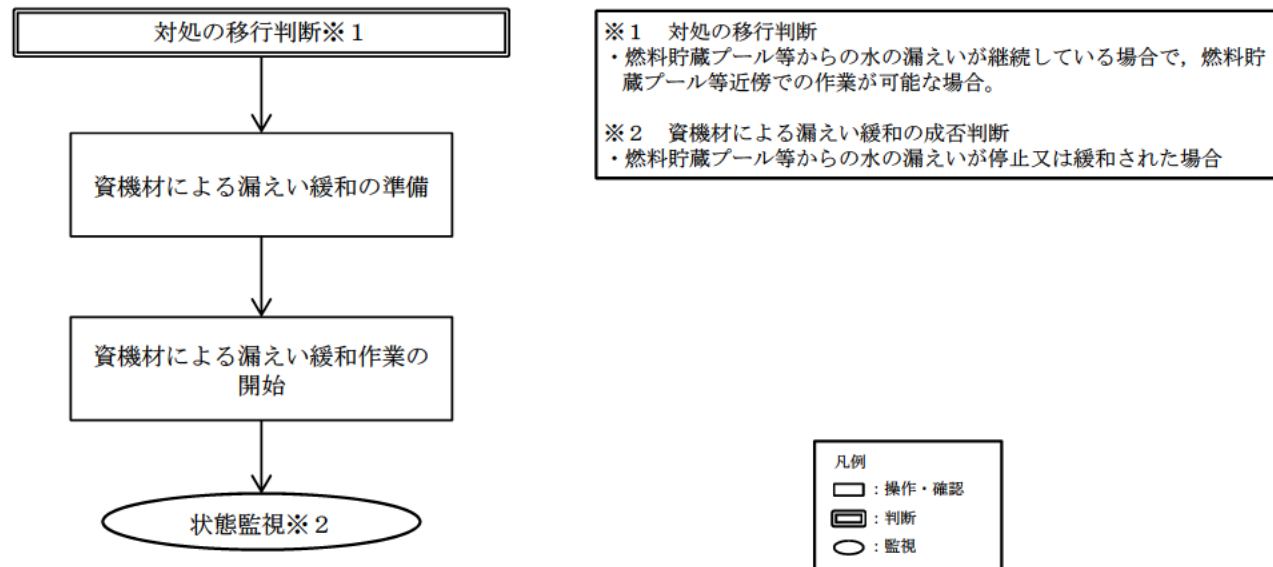 対処の移行判断※1
資機材による漏えい緩和の準備
資機材による漏えい緩和作業の
開始
状態監視※2
※1 対処の移行判断
・燃料貯蔵プール等からの水の漏えいが継続している場合で，燃料貯
蔵プール等近傍での作業が可能な場合。
※2 資機材による漏えい緩和の成否判断
・燃料貯蔵プール等からの水の漏えいが停止又は緩和された場合
凡例
：操作・確認
：判断
：監視